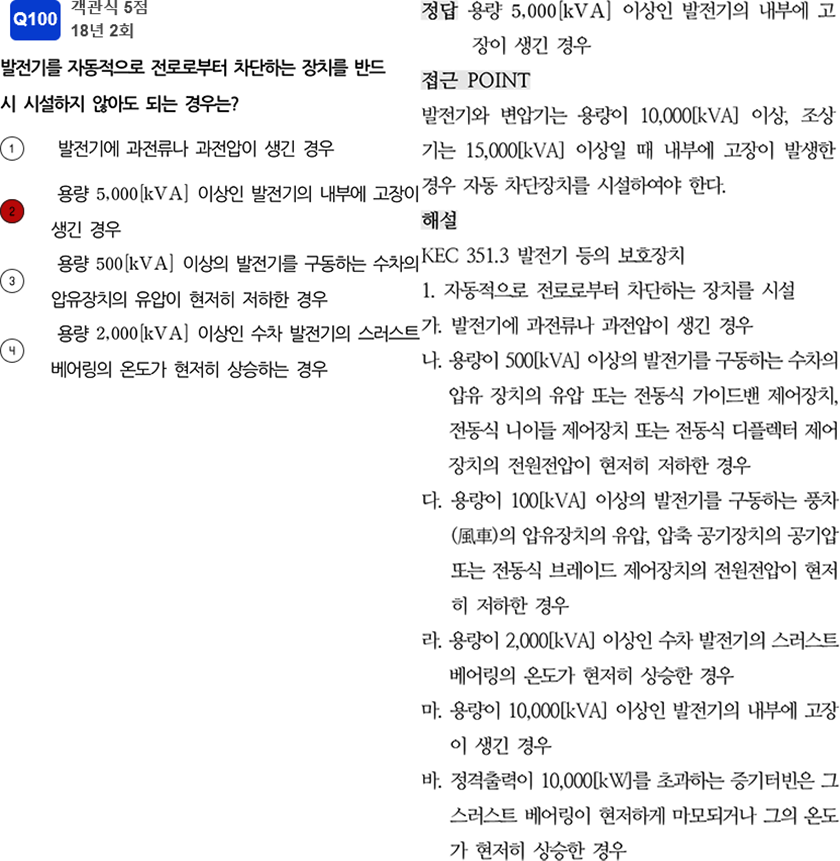 Q100
객관식 5점
18년 2회
발전기를 자동적으로 전로로부터 차단하는 장치를 반드
시 시설하지 않아도 되는 경우는?
1 발전기에 과전류나 과전압이 생긴 경우
2 용량 5,000[kVA] 이상인 발전기의 내부에 고장이
생긴 경우
3 용량 500[kVA] 이상의 발전기를 구동하는 수차의
압유장치의 유압이 현저히 저하한 경우
4 용량 2,000[kVA] 이상인 수차 발전기의 스러스트
베어링의 온도가 현저히 상승하는 경우
정답 용량 5,000[kVA] 이상인 발전기의 내부에 고
장이 생긴 경우
접근 POINT
발전기와 변압기는 용량이 10,000[kVA] 이상, 조상
기는 15,000[kVA] 이상일 때 내부에 고장이 발생한
경우 자동 차단장치를 시설하여야 한다.
해설
KEC 351.3 발전기 등의 보호장치
1. 자동적으로 전로로부터 차단하는 장치를 시설
가. 발전기에 과전류나 과전압이 생긴 경우
나. 용량이 500[kVA] 이상의 발전기를 구동하는 수차의
압유 장치의 유압 또는 전동식 가이드밴 제어장치,
전동식 니이들 제어장치 또는 전동식 디플렉터 제어
장치의 전원전압이 현저히 저하한 경우
다. 용량이 100[kVA] 이상의 발전기를 구동하는 풍차
(風車)의 압유장치의 유압, 압축 공기장치의 공기압
또는 전동식 브레이드 제어장치의 전원전압이 현저
히 저하한 경우
라. 용량이 2,000[kVA] 이상인 수차 발전기의 스러스트
베어링의 온도가 현저히 상승한 경우
마. 용량이 10,000[kVA] 이상인 발전기의 내부에 고장
이 생긴 경우
바. 정격출력이 10,000[kW]를 초과하는 증기터빈은 그
스러스트 베어링이 현저하게 마모되거나 그의 온도
가 현저히 상승한 경우